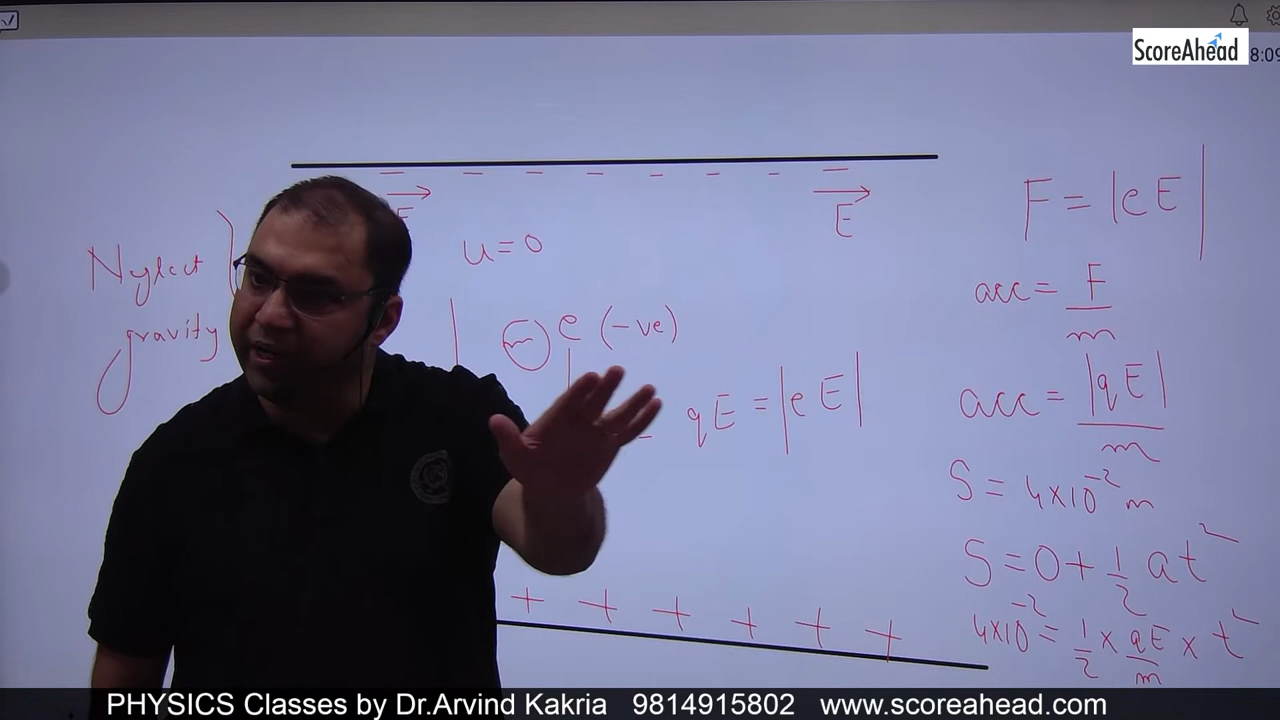 ScoreAhead
8:09
- - - - - - - -
E
E
u=0
Neglect
gravity
- e (-ve)
qE = |eE|
+ + + + + +
F = |eE|
acc = F/m
acc = |qE|/m
S = 4×10⁻² m
S = 0 + 1/2 at²
4×10⁻² = 1/2 × qE/m × t²
PHYSICS Classes by Dr.Arvind Kakria 9814915802 www.scoreahead.com